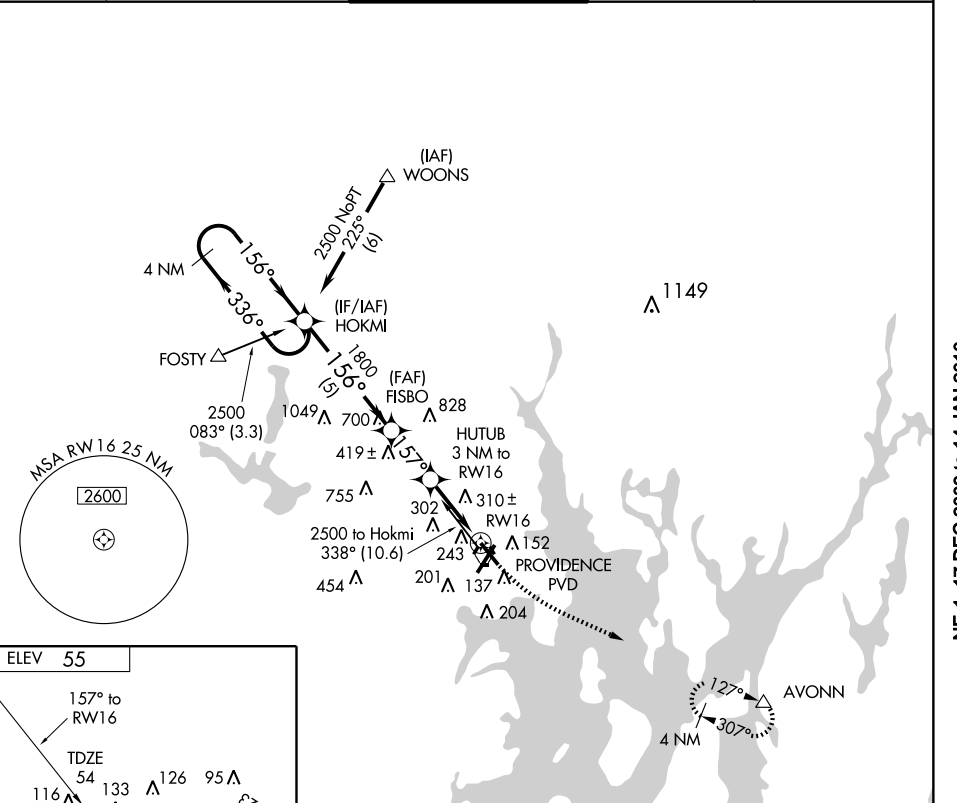 (IAF)
WOONS
2500 NoPT
225°
(6)
4 NM
156°
336°
(IF/IAF)
HOKMI
1149
FOSTY
2500
083° (3.3)
1800
156°
(5)
(FAF)
FISBO
1049
700
828
419 ±
157°
HUTUB
3 NM to
RW16
755
310 ±
302
RW16
2500 to Hokmi
338° (10.6)
243
152
PROVIDENCE
PVD
454
201
137
204
MSA RW16 25 NM
2600
127°
AVONN
307°
4 NM
ELEV 55
157° to
RW16
TDZE
54
116
133
126
95